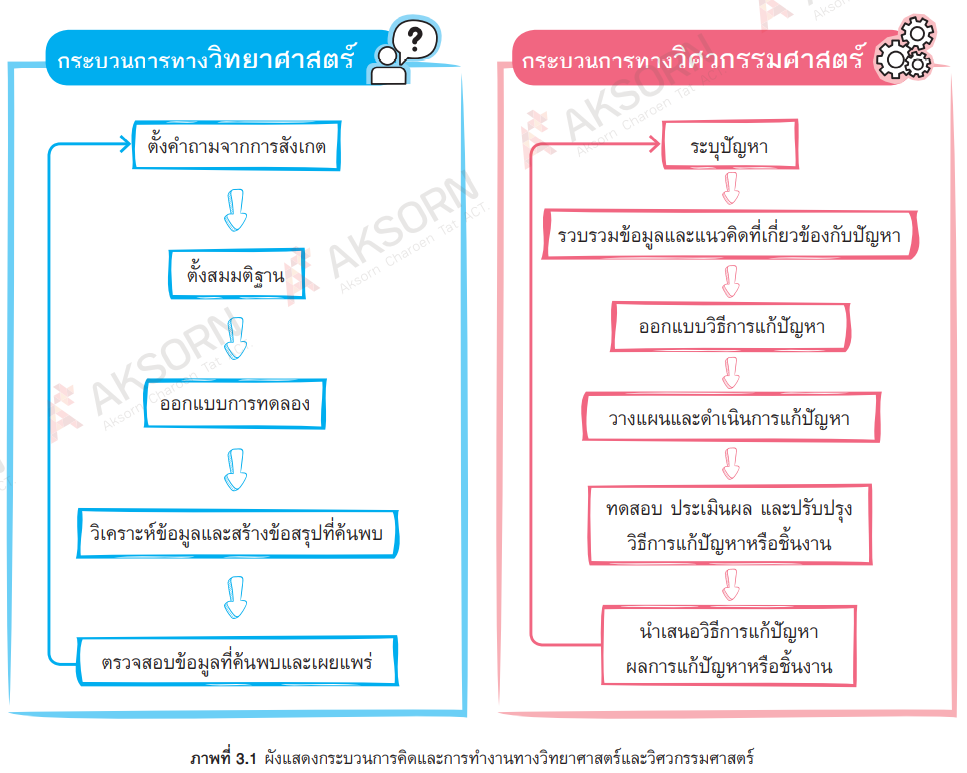 กระบวนการทางวิทยาศาสตร์
?
ตั้งคำถามจากการสังเกต
ตั้งสมมติฐาน
ออกแบบการทดลอง
วิเคราะห์ข้อมูลและสร้างข้อสรุปที่ค้นพบ
ตรวจสอบข้อมูลที่ค้นพบและเผยแพร่
กระบวนการทางวิศวกรรมศาสตร์
ระบุปัญหา
รวบรวมข้อมูลและแนวคิดที่เกี่ยวข้องกับปัญหา
ออกแบบวิธีการแก้ปัญหา
วางแผนและดำเนินการแก้ปัญหา
ทดสอบ ประเมินผล และปรับปรุง
วิธีการแก้ปัญหาหรือชิ้นงาน
นำเสนอวิธีการแก้ปัญหา
ผลการแก้ปัญหาหรือชิ้นงาน
AKSORN
Aksorn Charoen Tat ACT.
AKSORN
Aksorn Charoen Tat ACT.
AKSORN
Aksorn Charoen Tat
Aksorn
ภาพที่ 3.1 ผังแสดงกระบวนการคิดและการทำงานทางวิทยาศาสตร์และวิศวกรรมศาสตร์